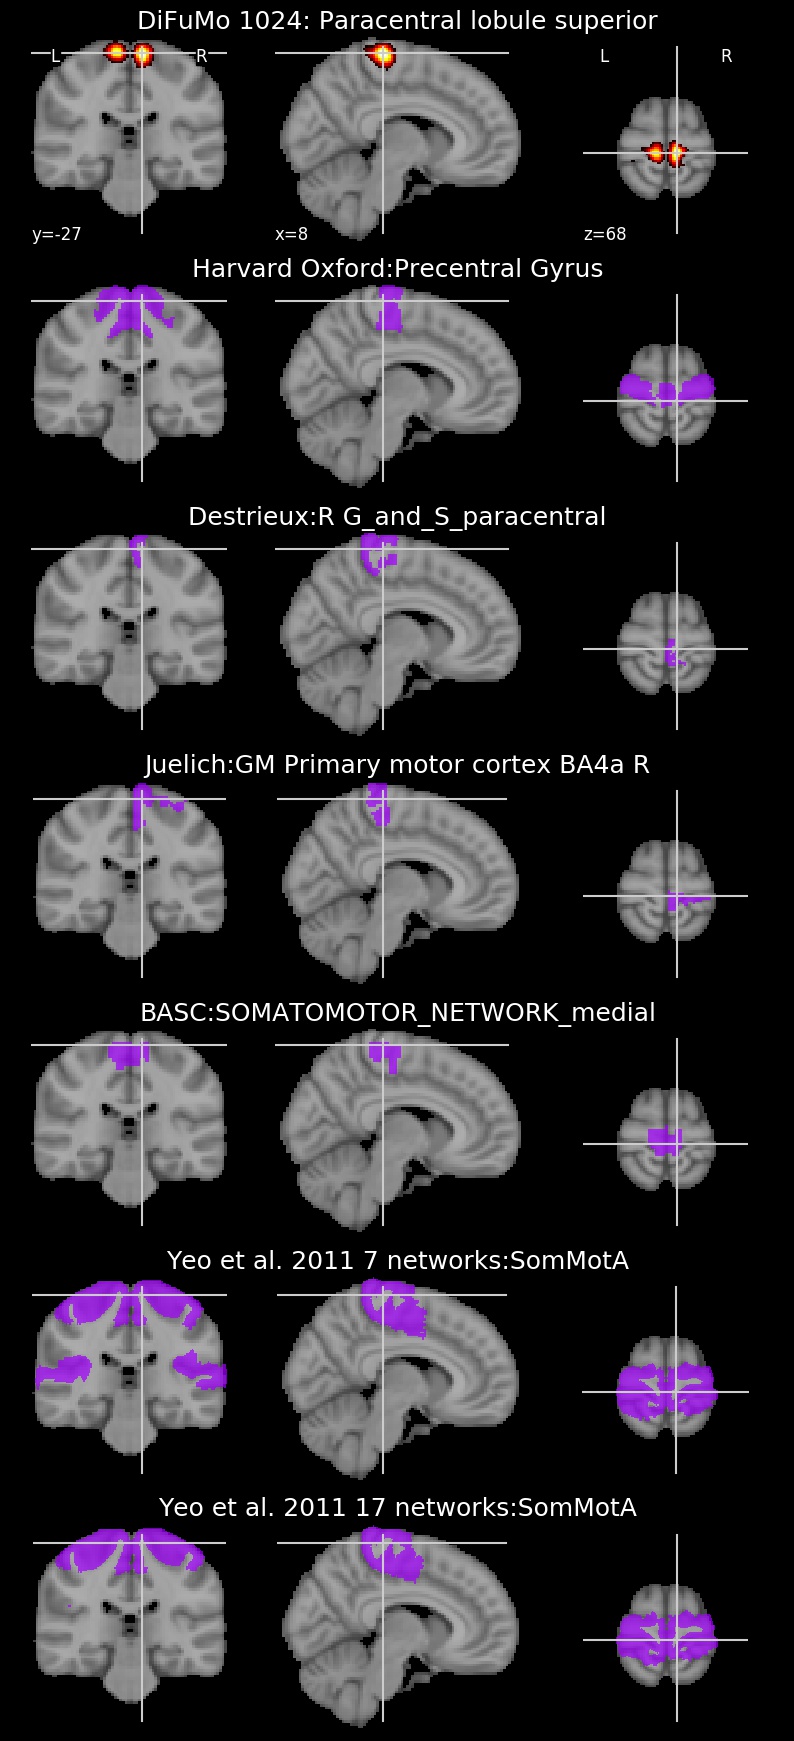 DiFuMo 1024: Paracentral lobule superior
L R L R
y=-27 x=8 z=68
Harvard Oxford:Precentral Gyrus
Destrieux:R G_and_S_paracentral
Juelich:GM Primary motor cortex BA4a R
BASC:SOMATOMOTOR_NETWORK_medial
Yeo et al. 2011 7 networks:SomMotA
Yeo et al. 2011 17 networks:SomMotA